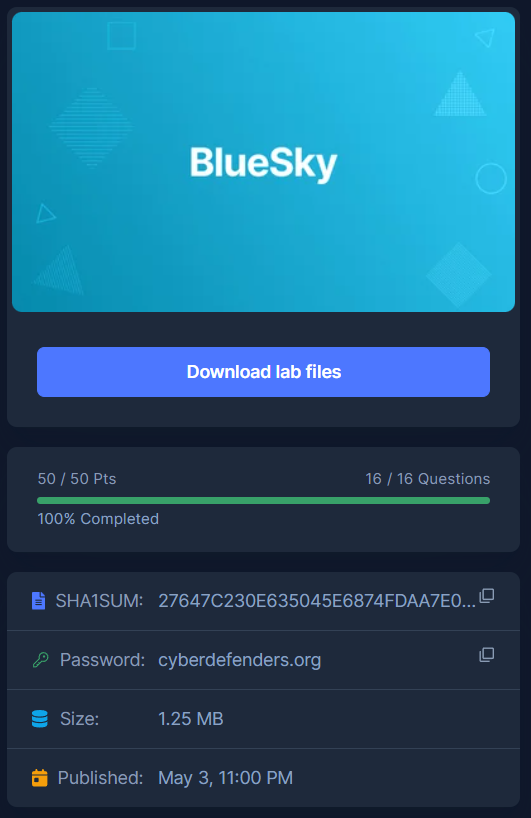 BlueSky
Download lab files
50 / 50 Pts 16 / 16 Questions
100% Completed
SHA1SUM: 27647C230E635045E6874FDAA7E0...
Password: cyberdefenders.org
Size: 1.25 MB
Published: May 3, 11:00 PM